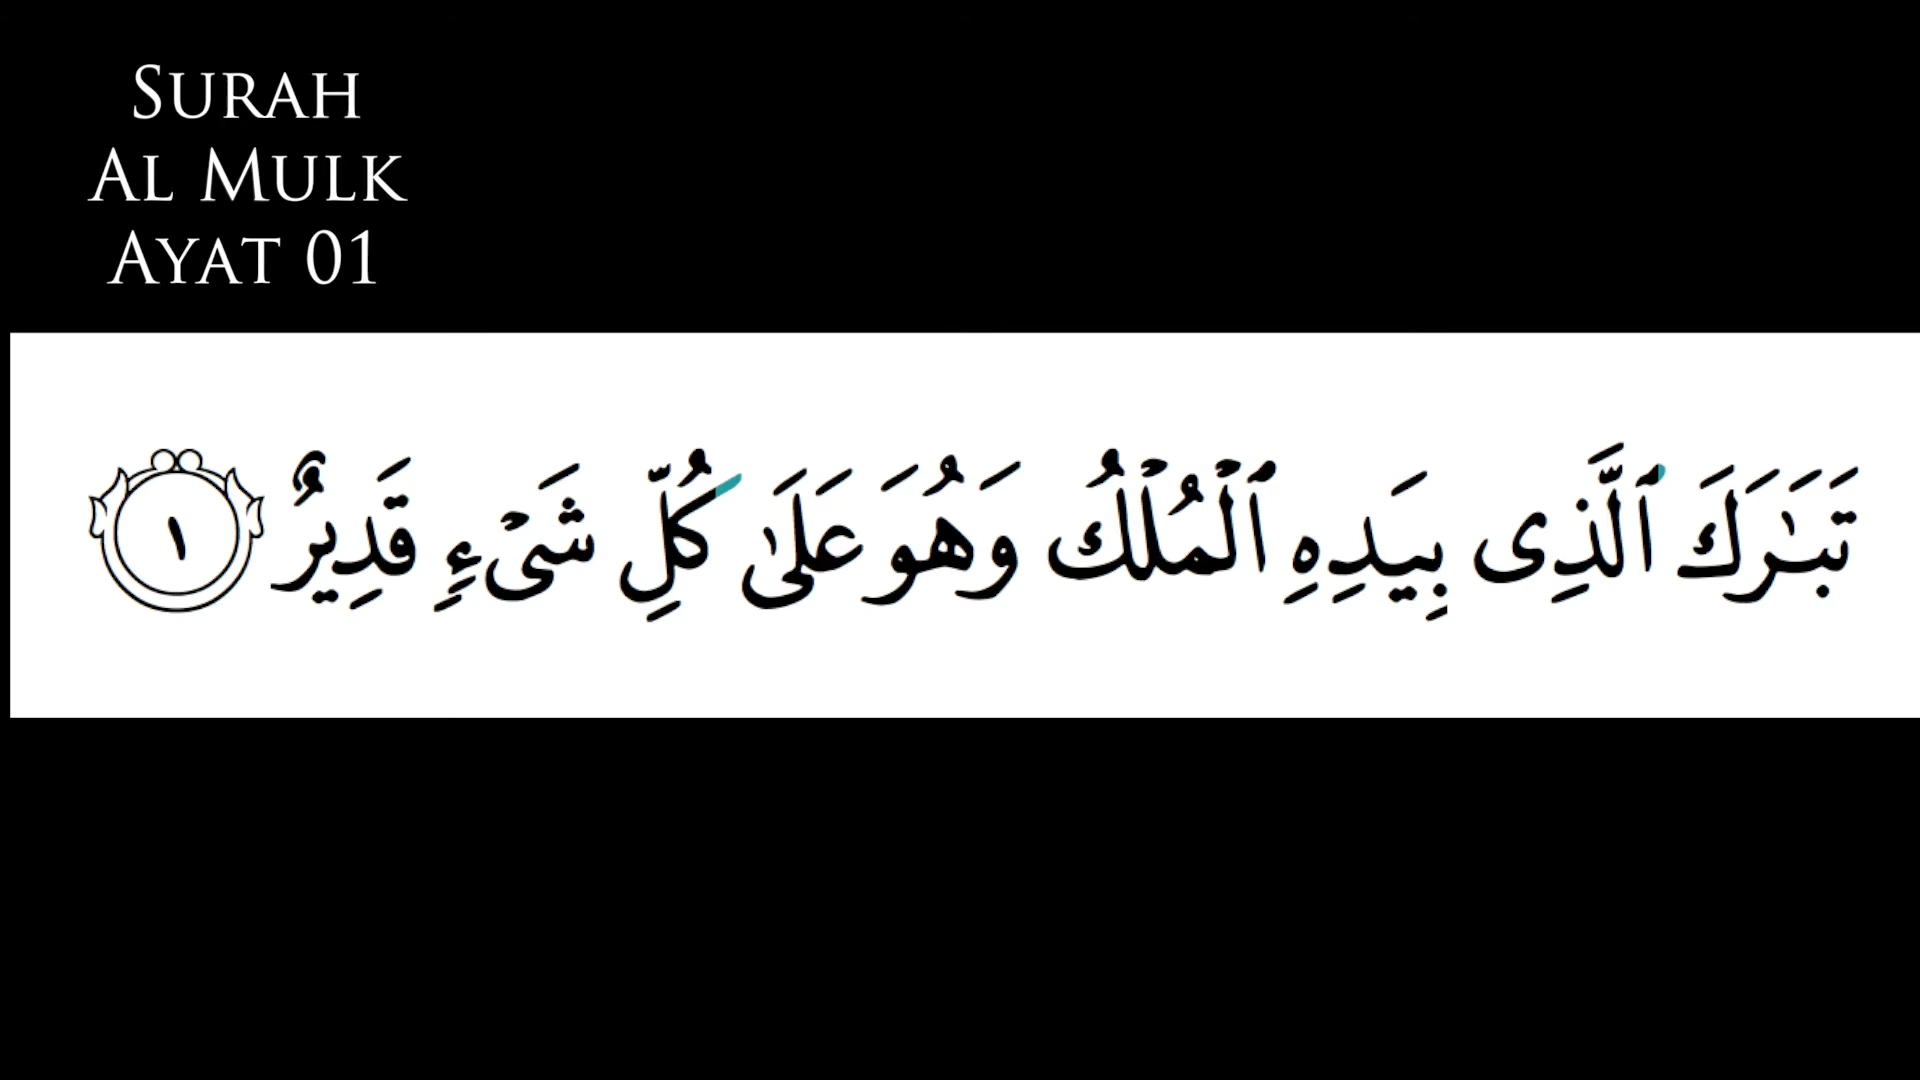 SURAH
AL MULK
AYAT 01
تَبَٰرَكَ ٱلَّذِى بِيَدِهِ ٱلْمُلْكُ وَهُوَ عَلَىٰ كُلِّ شَىْءٍ قَدِيرٌ ١